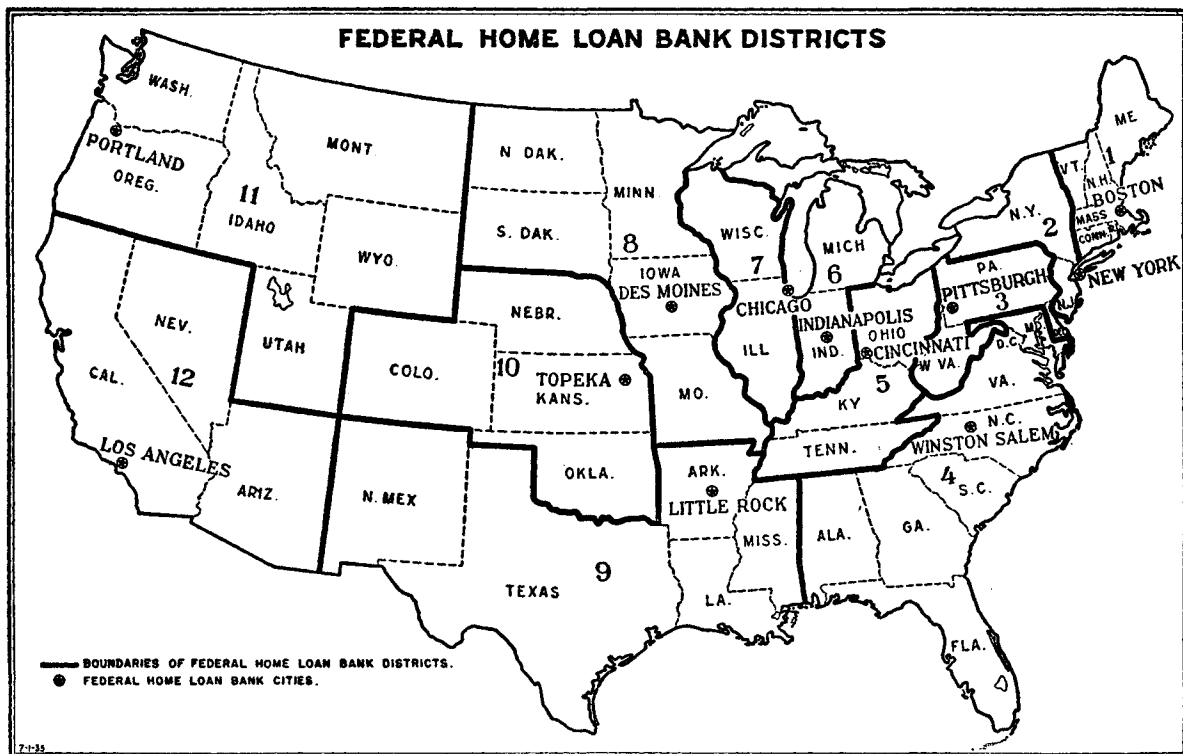 FEDERAL HOME LOAN BANK DISTRICTS
WASH.
PORTLAND
OREG.
11
IDAHO
MONT.
WYO.
N DAK.
S. DAK.
MINN.
8
IOWA
DES MOINES
WISC.
7
CHICAGO
MICH
6
ME
1
VT.
N.H.
BOSTON
MASS
CONN.
R.I.
N.Y.
2
NEW YORK
PA.
PITTSBURGH
3
N.J.
MD.
D.C.
NEV.
12
CAL.
LOS ANGELES
UTAH
ARIZ.
COLO.
N. MEX
NEBR.
10
TOPEKA
KANS.
OKLA.
MO.
ILL
INDIANAPOLIS
IND.
OHIO
CINCINNATI
W VA.
5
KY
VA.
N.C.
WINSTON SALEM
TENN.
4
S.C.
ARK.
LITTLE ROCK
MISS.
ALA.
GA.
TEXAS
9
LA.
FLA.
BOUNDARIES OF FEDERAL HOME LOAN BANK DISTRICTS.
FEDERAL HOME LOAN BANK CITIES.
7-1-35